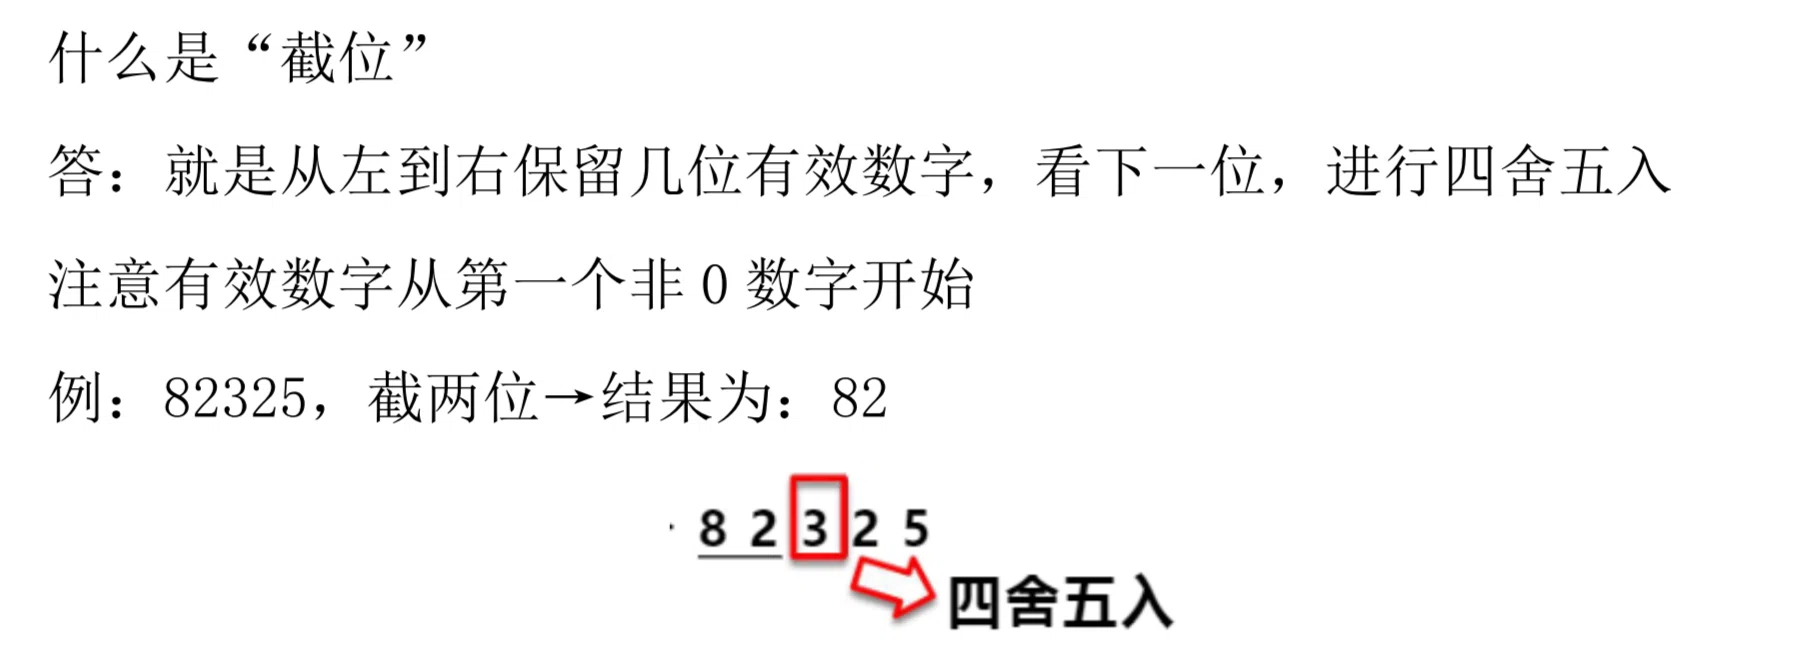 什么是“截位”
答：就是从左到右保留几位有效数字，看下一位，进行四舍五入
注意有效数字从第一个非 0 数字开始
例：82325，截两位→结果为：82
8 2 3 2 5
四舍五入